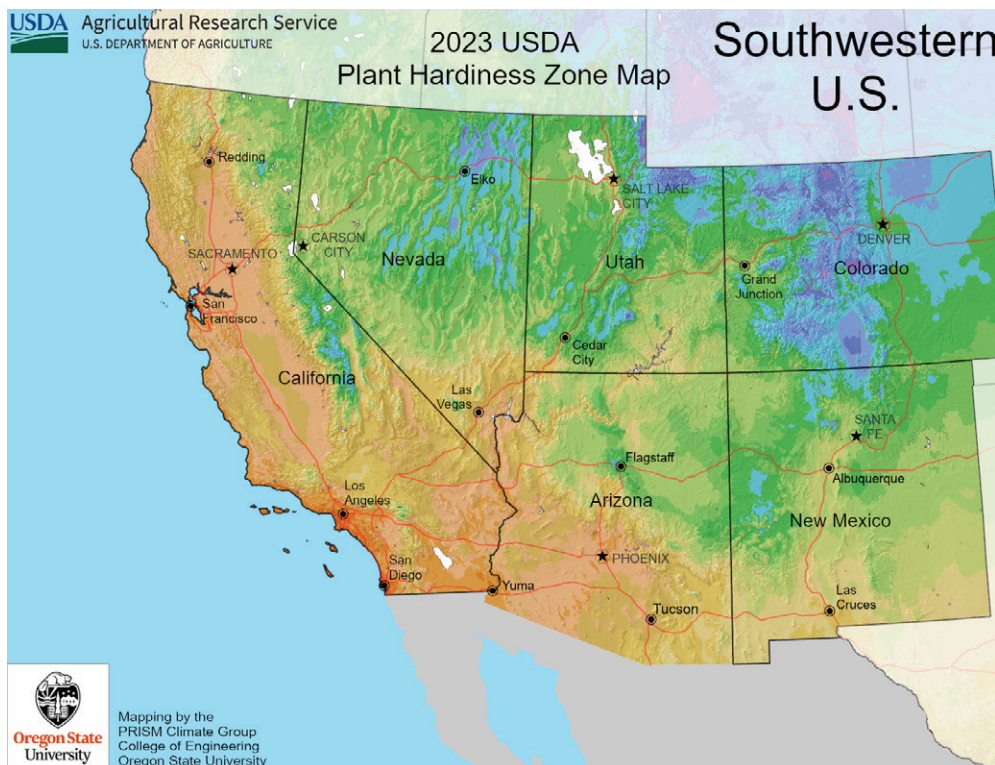 USDA
Agricultural Research Service
U.S. DEPARTMENT OF AGRICULTURE
2023 USDA
Plant Hardiness Zone Map
Southwestern
U.S.
Redding
Elko
SALT LAKE
CITY
CARSON
CITY
SACRAMENTO
Nevada
Utah
DENVER
Colorado
Grand
Junction
San
Francisco
Cedar
City
California
Las
Vegas
SANTA
FE
Flagstaff
Albuquerque
Los
Angeles
Arizona
New Mexico
San
Diego
PHOENIX
Yuma
Tucson
Las
Cruces
Oregon State
University
Mapping by the
PRISM Climate Group
College of Engineering
Oregon State University